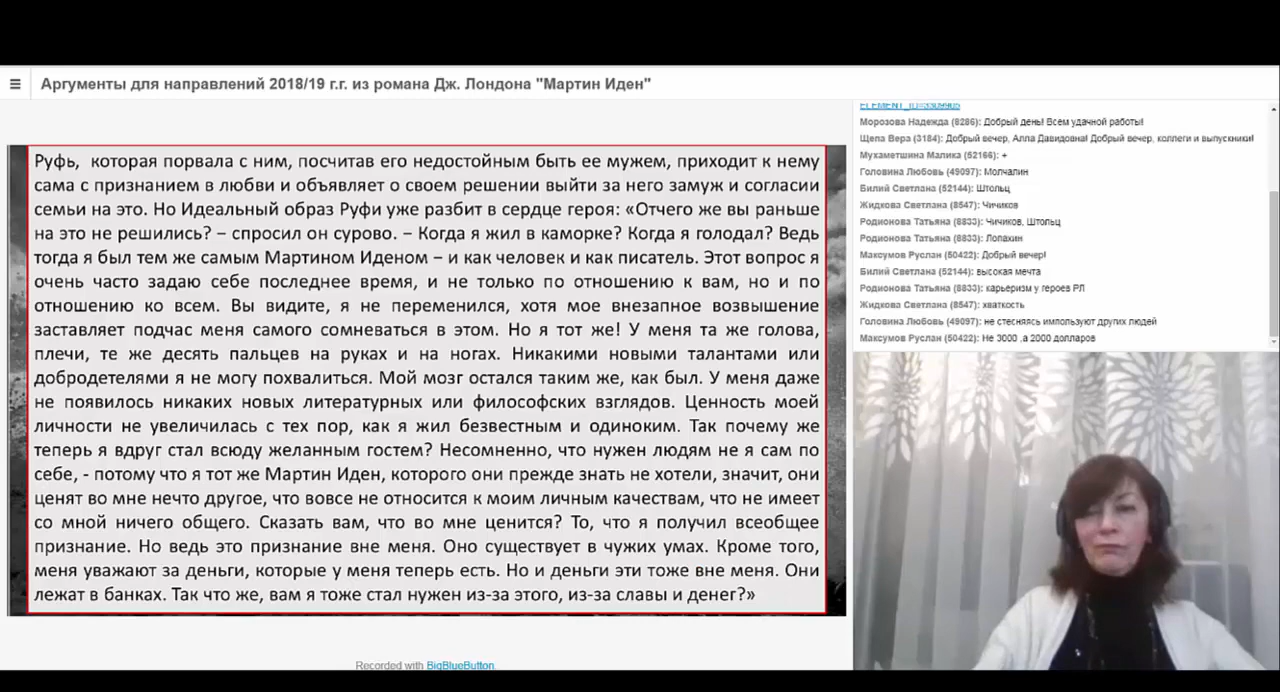 Аргументы для направлений 2018/19 г.г. из романа Дж. Лондона "Мартин Иден"
Руфь, которая порвала с ним, посчитав его недостойным быть ее мужем, приходит к нему
сама с признанием в любви и объявляет о своем решении выйти за него замуж и согласии
семьи на это. Но Идеальный образ Руфи уже разбит в сердце героя: «Отчего же вы раньше
на это не решились? – спросил он сурово. – Когда я жил в каморке? Когда я голодал? Ведь
тогда я был тем же самым Мартином Иденом – и как человек и как писатель. Этот вопрос я
очень часто задаю себе последнее время, и не только по отношению к вам, но и по
отношению ко всем. Вы видите, я не переменился, хотя мое внезапное возвышение
заставляет подчас меня самого сомневаться в этом. Но я тот же! У меня та же голова,
плечи, те же десять пальцев на руках и на ногах. Никакими новыми талантами или
добродетелями я не могу похвалиться. Мой мозг остался таким же, как был. У меня даже
не появилось никаких новых литературных или философских взглядов. Ценность моей
личности не увеличилась с тех пор, как я жил безвестным и одиноким. Так почему же
теперь я вдруг стал всюду желанным гостем? Несомненно, что нужен людям не я сам по
себе, - потому что я тот же Мартин Иден, которого они прежде знать не хотели, значит, они
ценят во мне нечто другое, что вовсе не относится к моим личным качествам, что не имеет
со мной ничего общего. Сказать вам, что во мне ценится? То, что я получил всеобщее
признание. Но ведь это признание вне меня. Оно существует в чужих умах. Кроме того,
меня уважают за деньги, которые у меня теперь есть. Но и деньги эти тоже вне меня. Они
лежат в банках. Так что же, вам я тоже стал нужен из-за этого, из-за славы и денег?»
Recorded with BigBlueButton.
Морозова Надежда (8286): Добрый день! Всем удачной работы!
Щепа Вера (3184): Добрый вечер, Алла Давидовна! Добрый вечер, коллеги и выпускники!
Мухаметшина Малика (52166): +
Головина Любовь (49097): Молчалин
Билий Светлана (52144): Штольц
Жидкова Светлана (8547): Чичиков
Родионова Татьяна (8833): Чичиков, Штольц
Родионова Татьяна (8833): Лопахин
Максумов Руслан (50422): Добрый вечер!
Билий Светлана (52144): высокая мечта
Родионова Татьяна (8833): карьеризм у героев РЛ
Жидкова Светлана (8547): хваткость
Головина Любовь (49097): не стесняясь импользуют других людей
Максумов Руслан (50422): Не 3000 ,а 2000 долларов